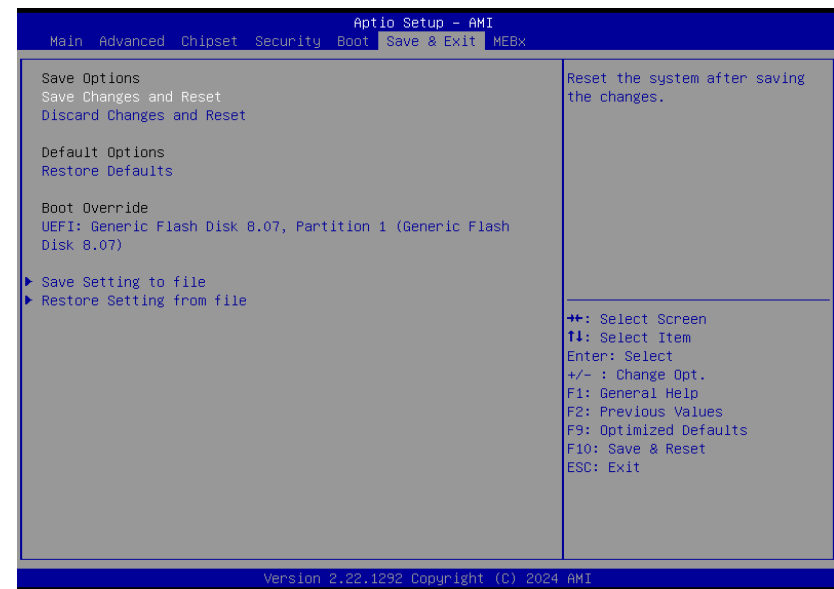 Aptio Setup – AMI
Main Advanced Chipset Security Boot Save & Exit MEBx
Save Options
Save Changes and Reset
Discard Changes and Reset
Default Options
Restore Defaults
Boot Override
UEFI: Generic Flash Disk 8.07, Partition 1 (Generic Flash
Disk 8.07)
▶ Save Setting to file
▶ Restore Setting from file
Reset the system after saving
the changes.
→←: Select Screen
↑↓: Select Item
Enter: Select
+/- : Change Opt.
F1: General Help
F2: Previous Values
F9: Optimized Defaults
F10: Save & Reset
ESC: Exit
Version 2.22.1292 Copyright (C) 2024 AMI